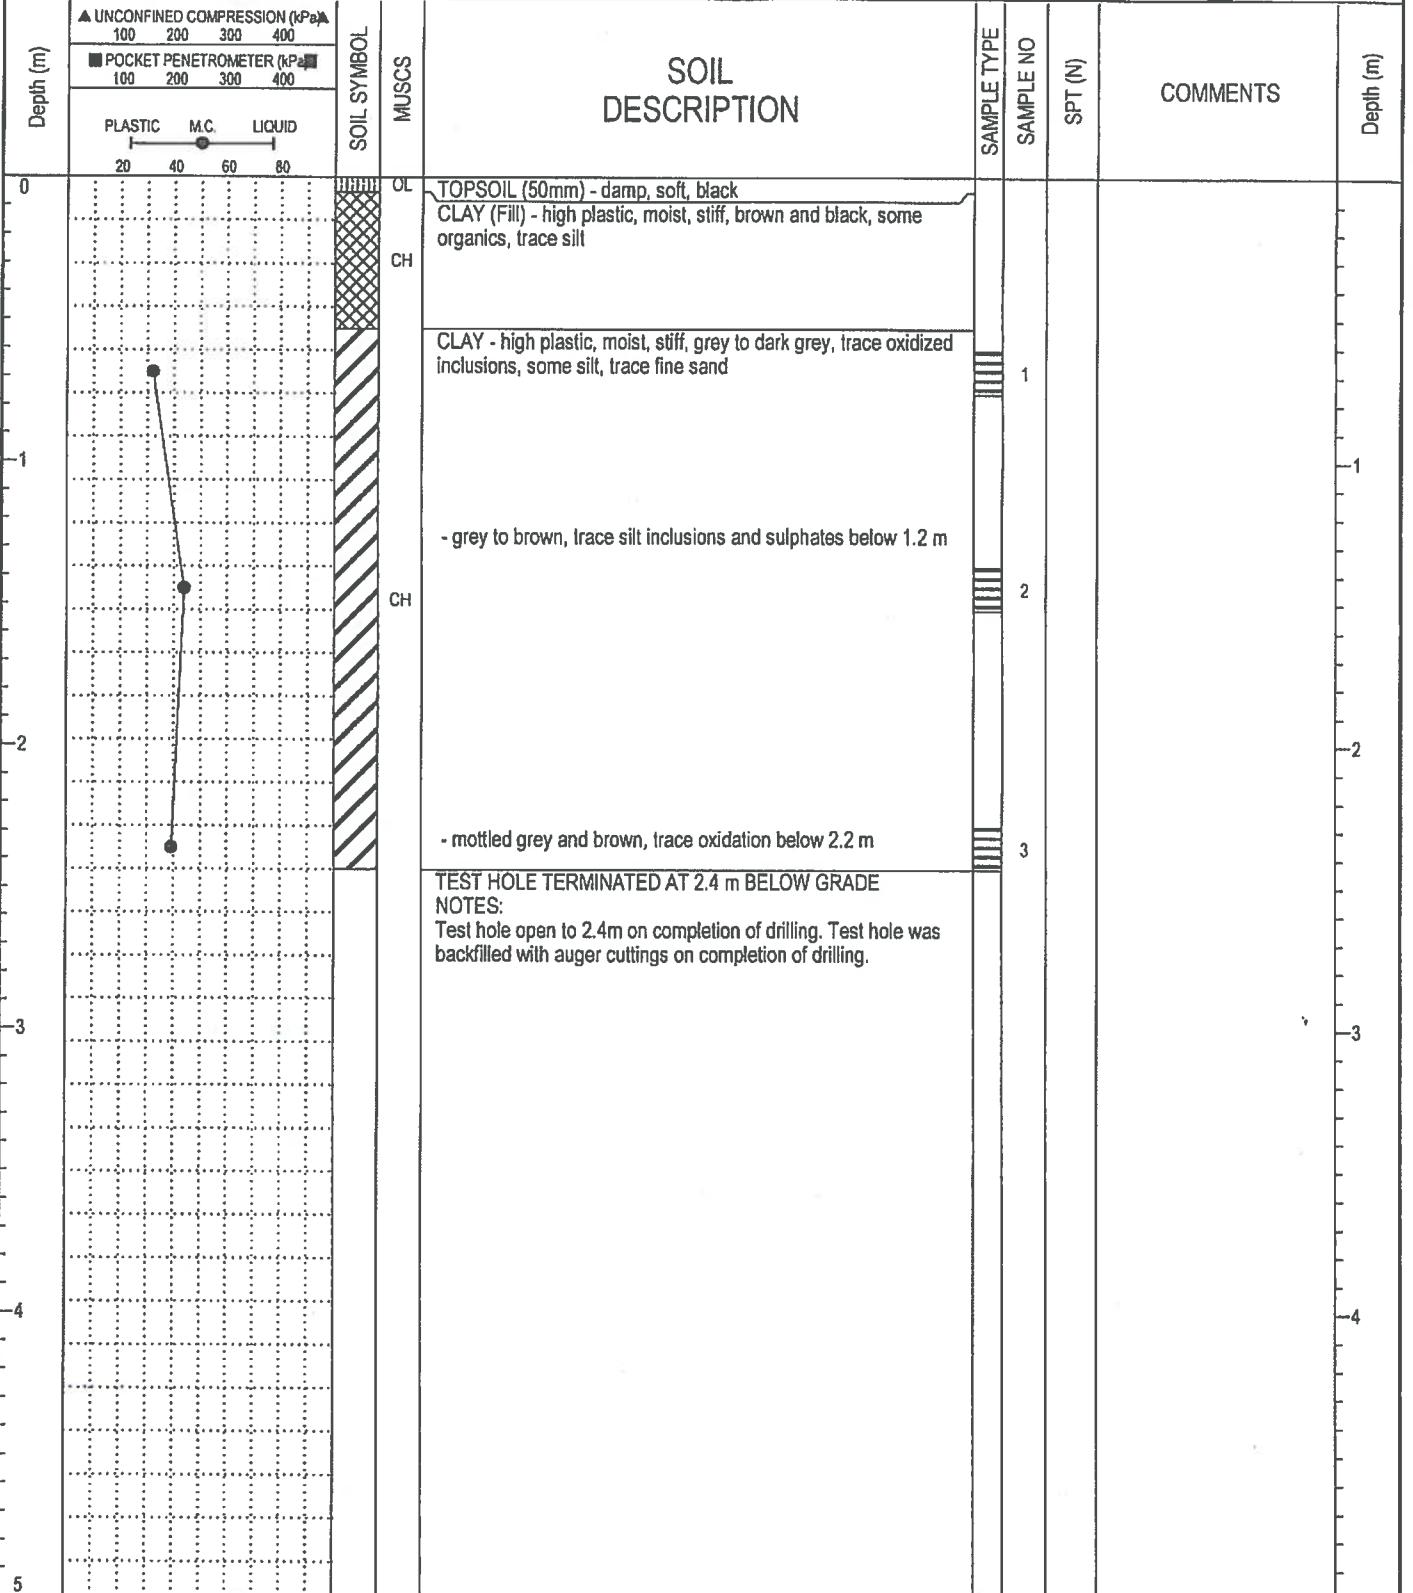 ▲ UNCONFINED COMPRESSION (kPa) ▲
100 200 300 400
■ POCKET PENETROMETER (kPa) ■
100 200 300 400
PLASTIC M.C. LIQUID
20 40 60 80
Depth (m)
SOIL SYMBOL
MUSCS
SOIL
DESCRIPTION
SAMPLE TYPE
SAMPLE NO
SPT (N)
COMMENTS
Depth (m)
0
OL
TOPSOIL (50mm) - damp, soft, black
CLAY (Fill) - high plastic, moist, stiff, brown and black, some
organics, trace silt
CH
CLAY - high plastic, moist, stiff, grey to dark grey, trace oxidized
inclusions, some silt, trace fine sand
1
1
1
- grey to brown, trace silt inclusions and sulphates below 1.2 m
2
CH
2
2
- mottled grey and brown, trace oxidation below 2.2 m
3
TEST HOLE TERMINATED AT 2.4 m BELOW GRADE
NOTES:
Test hole open to 2.4m on completion of drilling. Test hole was
backfilled with auger cuttings on completion of drilling.
3
3
4
4
5